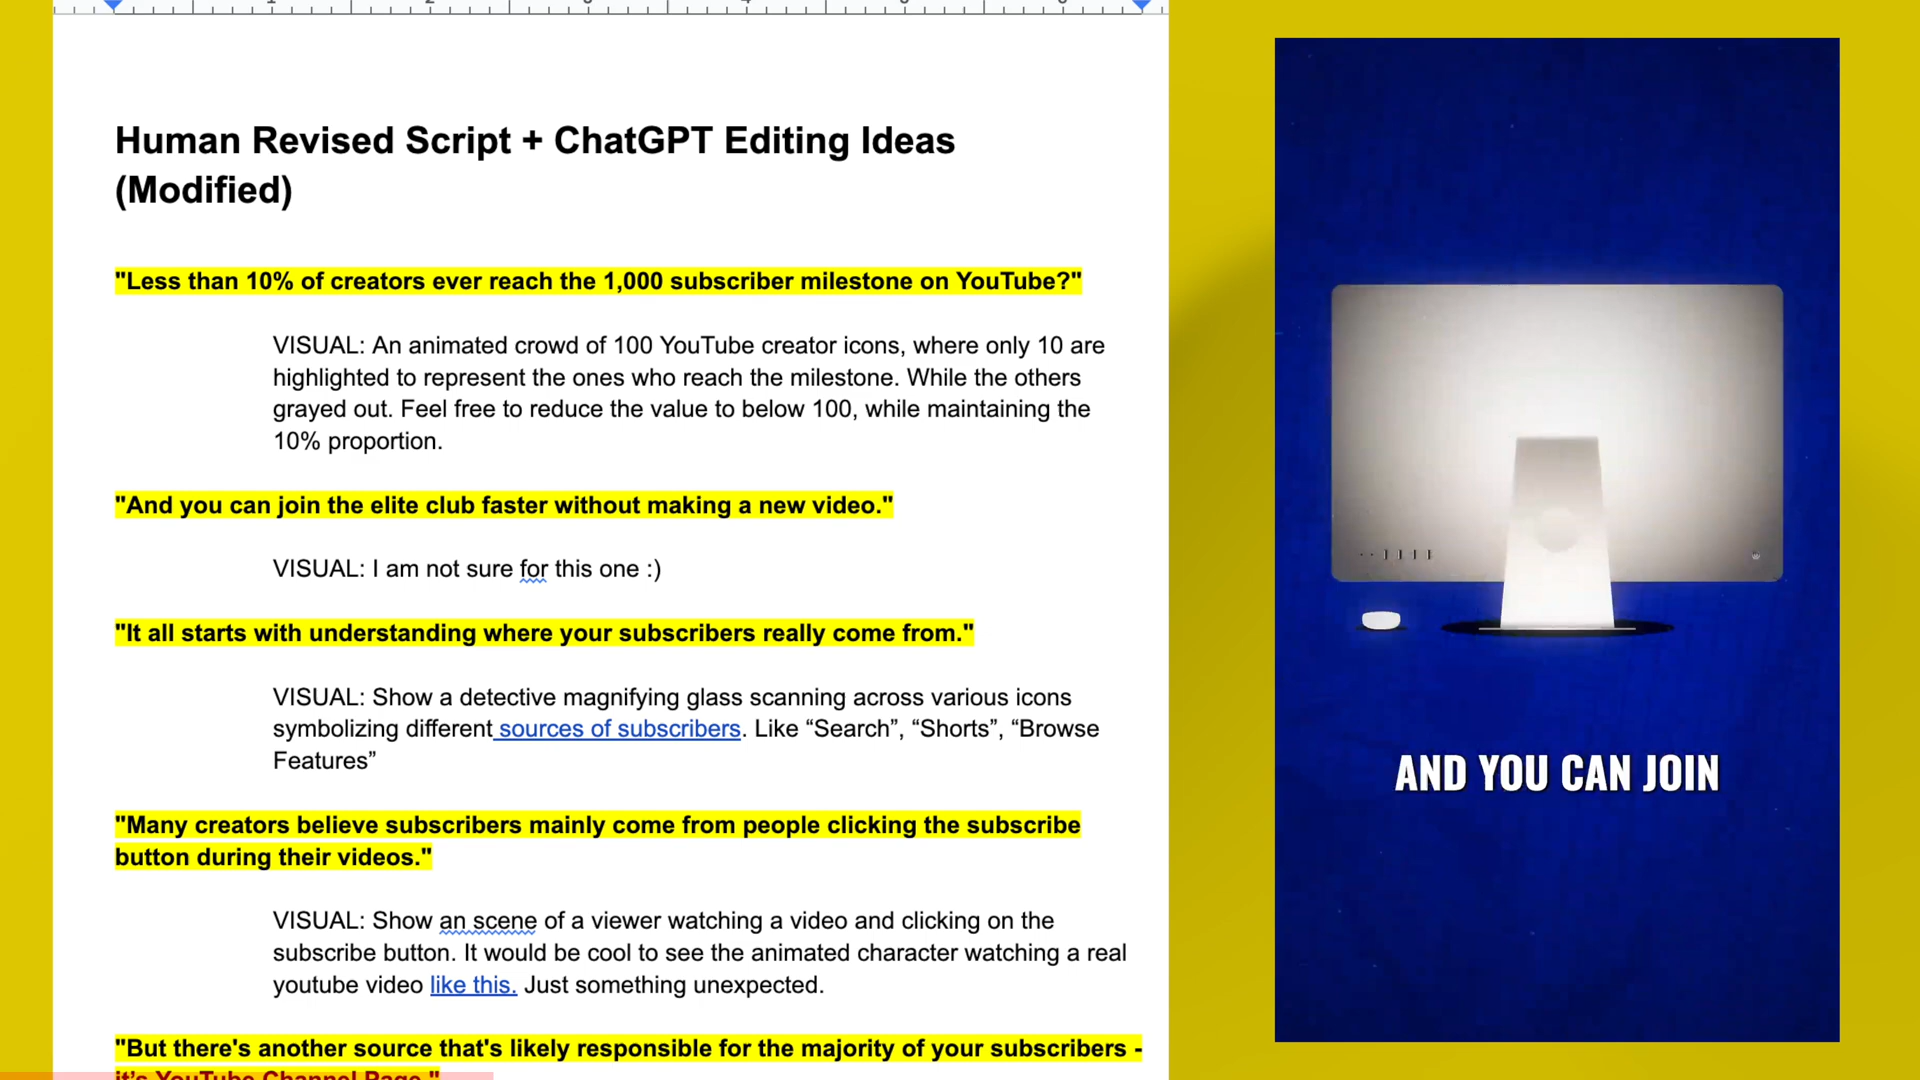 Human Revised Script + ChatGPT Editing Ideas
(Modified)
"Less than 10% of creators ever reach the 1,000 subscriber milestone on YouTube?"
VISUAL: An animated crowd of 100 YouTube creator icons, where only 10 are
highlighted to represent the ones who reach the milestone. While the others
grayed out. Feel free to reduce the value to below 100, while maintaining the
10% proportion.
"And you can join the elite club faster without making a new video."
VISUAL: I am not sure for this one :)
"It all starts with understanding where your subscribers really come from."
VISUAL: Show a detective magnifying glass scanning across various icons
symbolizing different sources of subscribers. Like “Search”, “Shorts”, “Browse
Features”
"Many creators believe subscribers mainly come from people clicking the subscribe
button during their videos."
VISUAL: Show an scene of a viewer watching a video and clicking on the
subscribe button. It would be cool to see the animated character watching a real
youtube video like this. Just something unexpected.
"But there's another source that's likely responsible for the majority of your subscribers -
it’s YouTube Channel Page."
AND YOU CAN JOIN